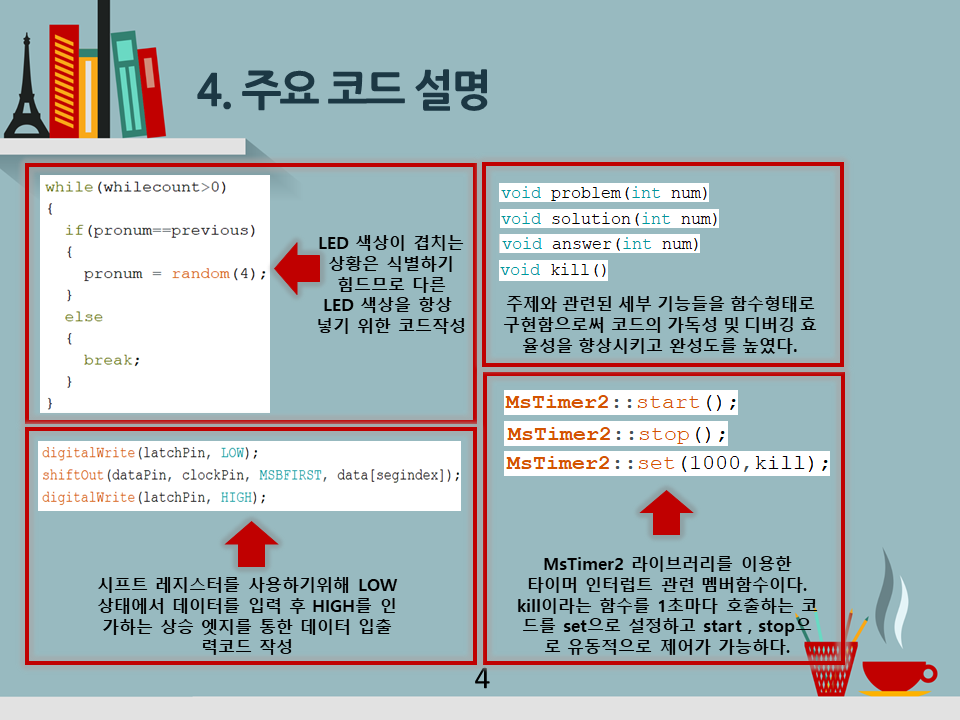 4. 주요 코드 설명
while(whilecount>0)
{
if(pronum==previous)
{
pronum = random(4);
}
else
{
break;
}
}
LED 색상이 겹치는
상황은 식별하기
힘드므로 다른
LED 색상을 항상
넣기 위한 코드작성
void problem(int num)
void solution(int num)
void answer(int num)
void kill()
주제와 관련된 세부 기능들을 함수형태로
구현함으로써 코드의 가독성 및 디버깅 효
율성을 향상시키고 완성도를 높였다.
digitalWrite(latchPin, LOW);
shiftOut(dataPin, clockPin, MSBFIRST, data[segindex]);
digitalWrite(latchPin, HIGH);
시프트 레지스터를 사용하기위해 LOW
상태에서 데이터를 입력 후 HIGH를 인
가하는 상승 엣지를 통한 데이터 입출
력코드 작성
MsTimer2::start();
MsTimer2::stop();
MsTimer2::set(1000,kill);
MsTimer2 라이브러리를 이용한
타이머 인터럽트 관련 멤버함수이다.
kill이라는 함수를 1초마다 호출하는 코
드를 set으로 설정하고 start , stop으
로 유동적으로 제어가 가능하다.
4